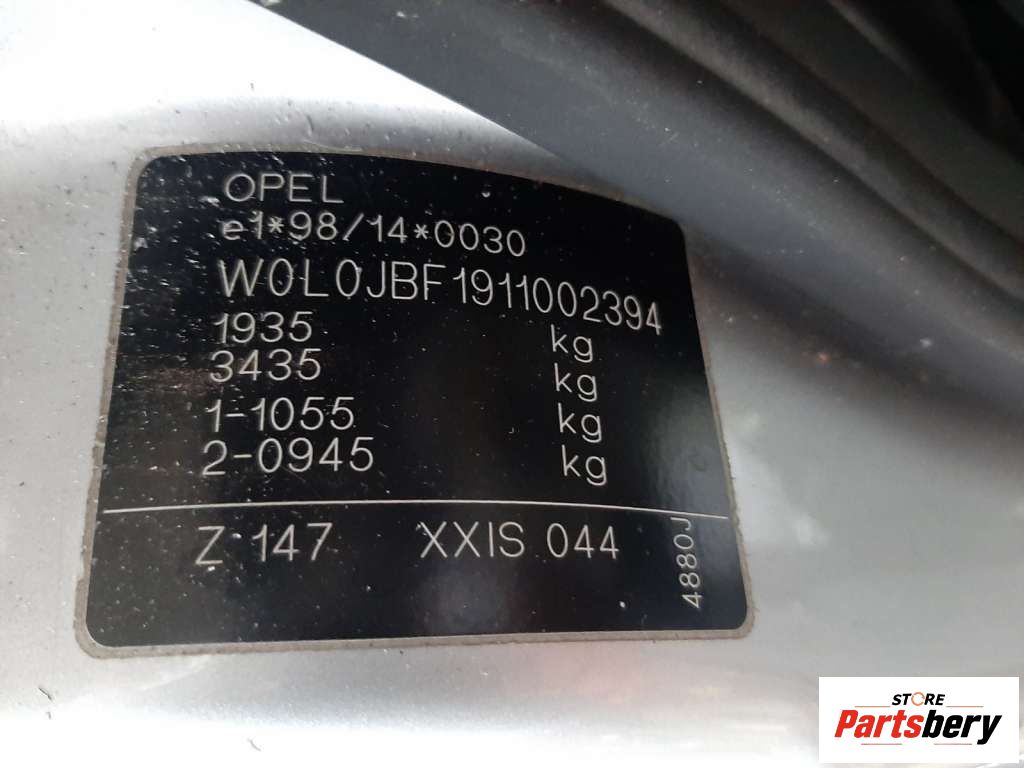 OPEL
e1*98/14*0030
W0L0JBF1911002394
1935 kg
3435 kg
1-1055 kg
2-0945 kg
Z 147 XXIS 044
4880J
STORE
Partsbery